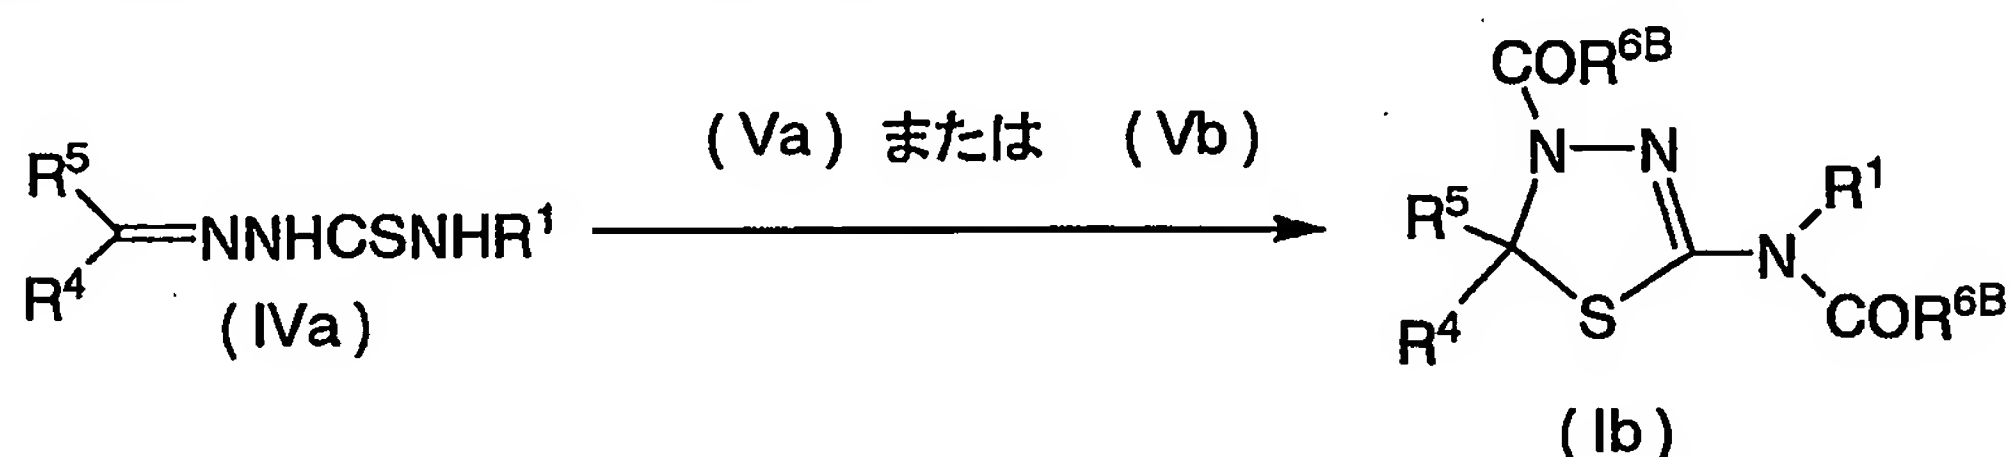 COR⁶ᴮ
(Va) または (Vb)
R⁵
N—N
R¹
R⁵
=NNHCSNHR¹
N
R⁴
S
COR⁶ᴮ
R⁴
(IVa)
(Ib)